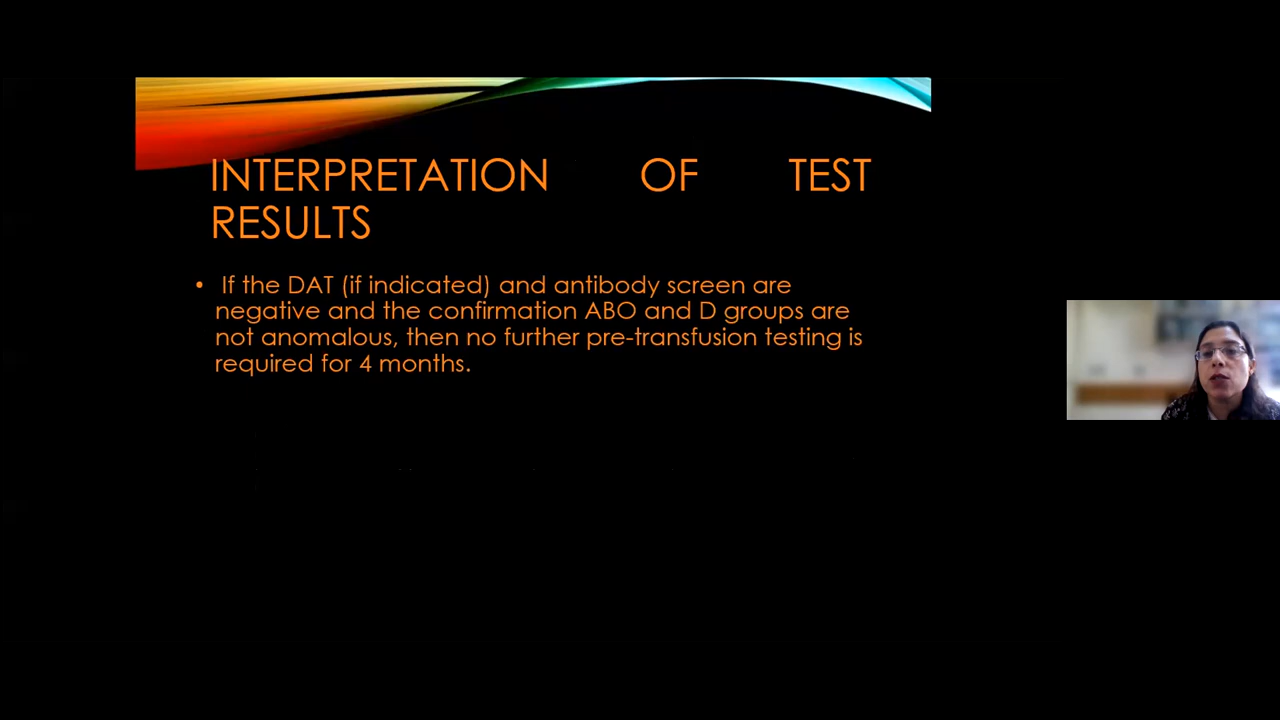 INTERPRETATION OF TEST
RESULTS
• If the DAT (if indicated) and antibody screen are
negative and the confirmation ABO and D groups are
not anomalous, then no further pre-transfusion testing is
required for 4 months.